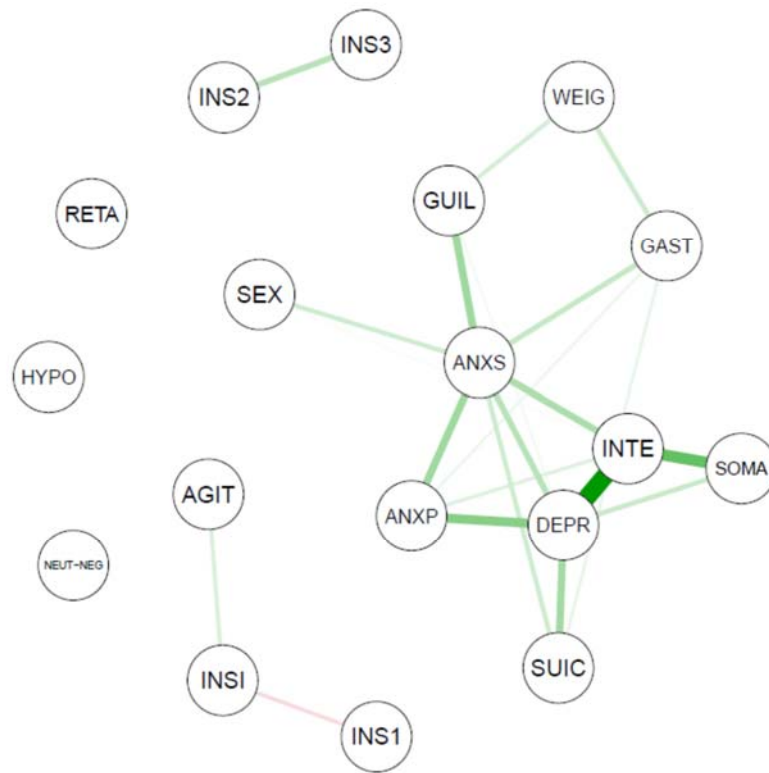 INS3
INS2
WEIG
GUIL
RETA
GAST
SEX
ANXS
HYPO
INTE
SOMA
AGIT
ANXP
DEPR
NEUT-NEG
SUIC
INSI
INS1